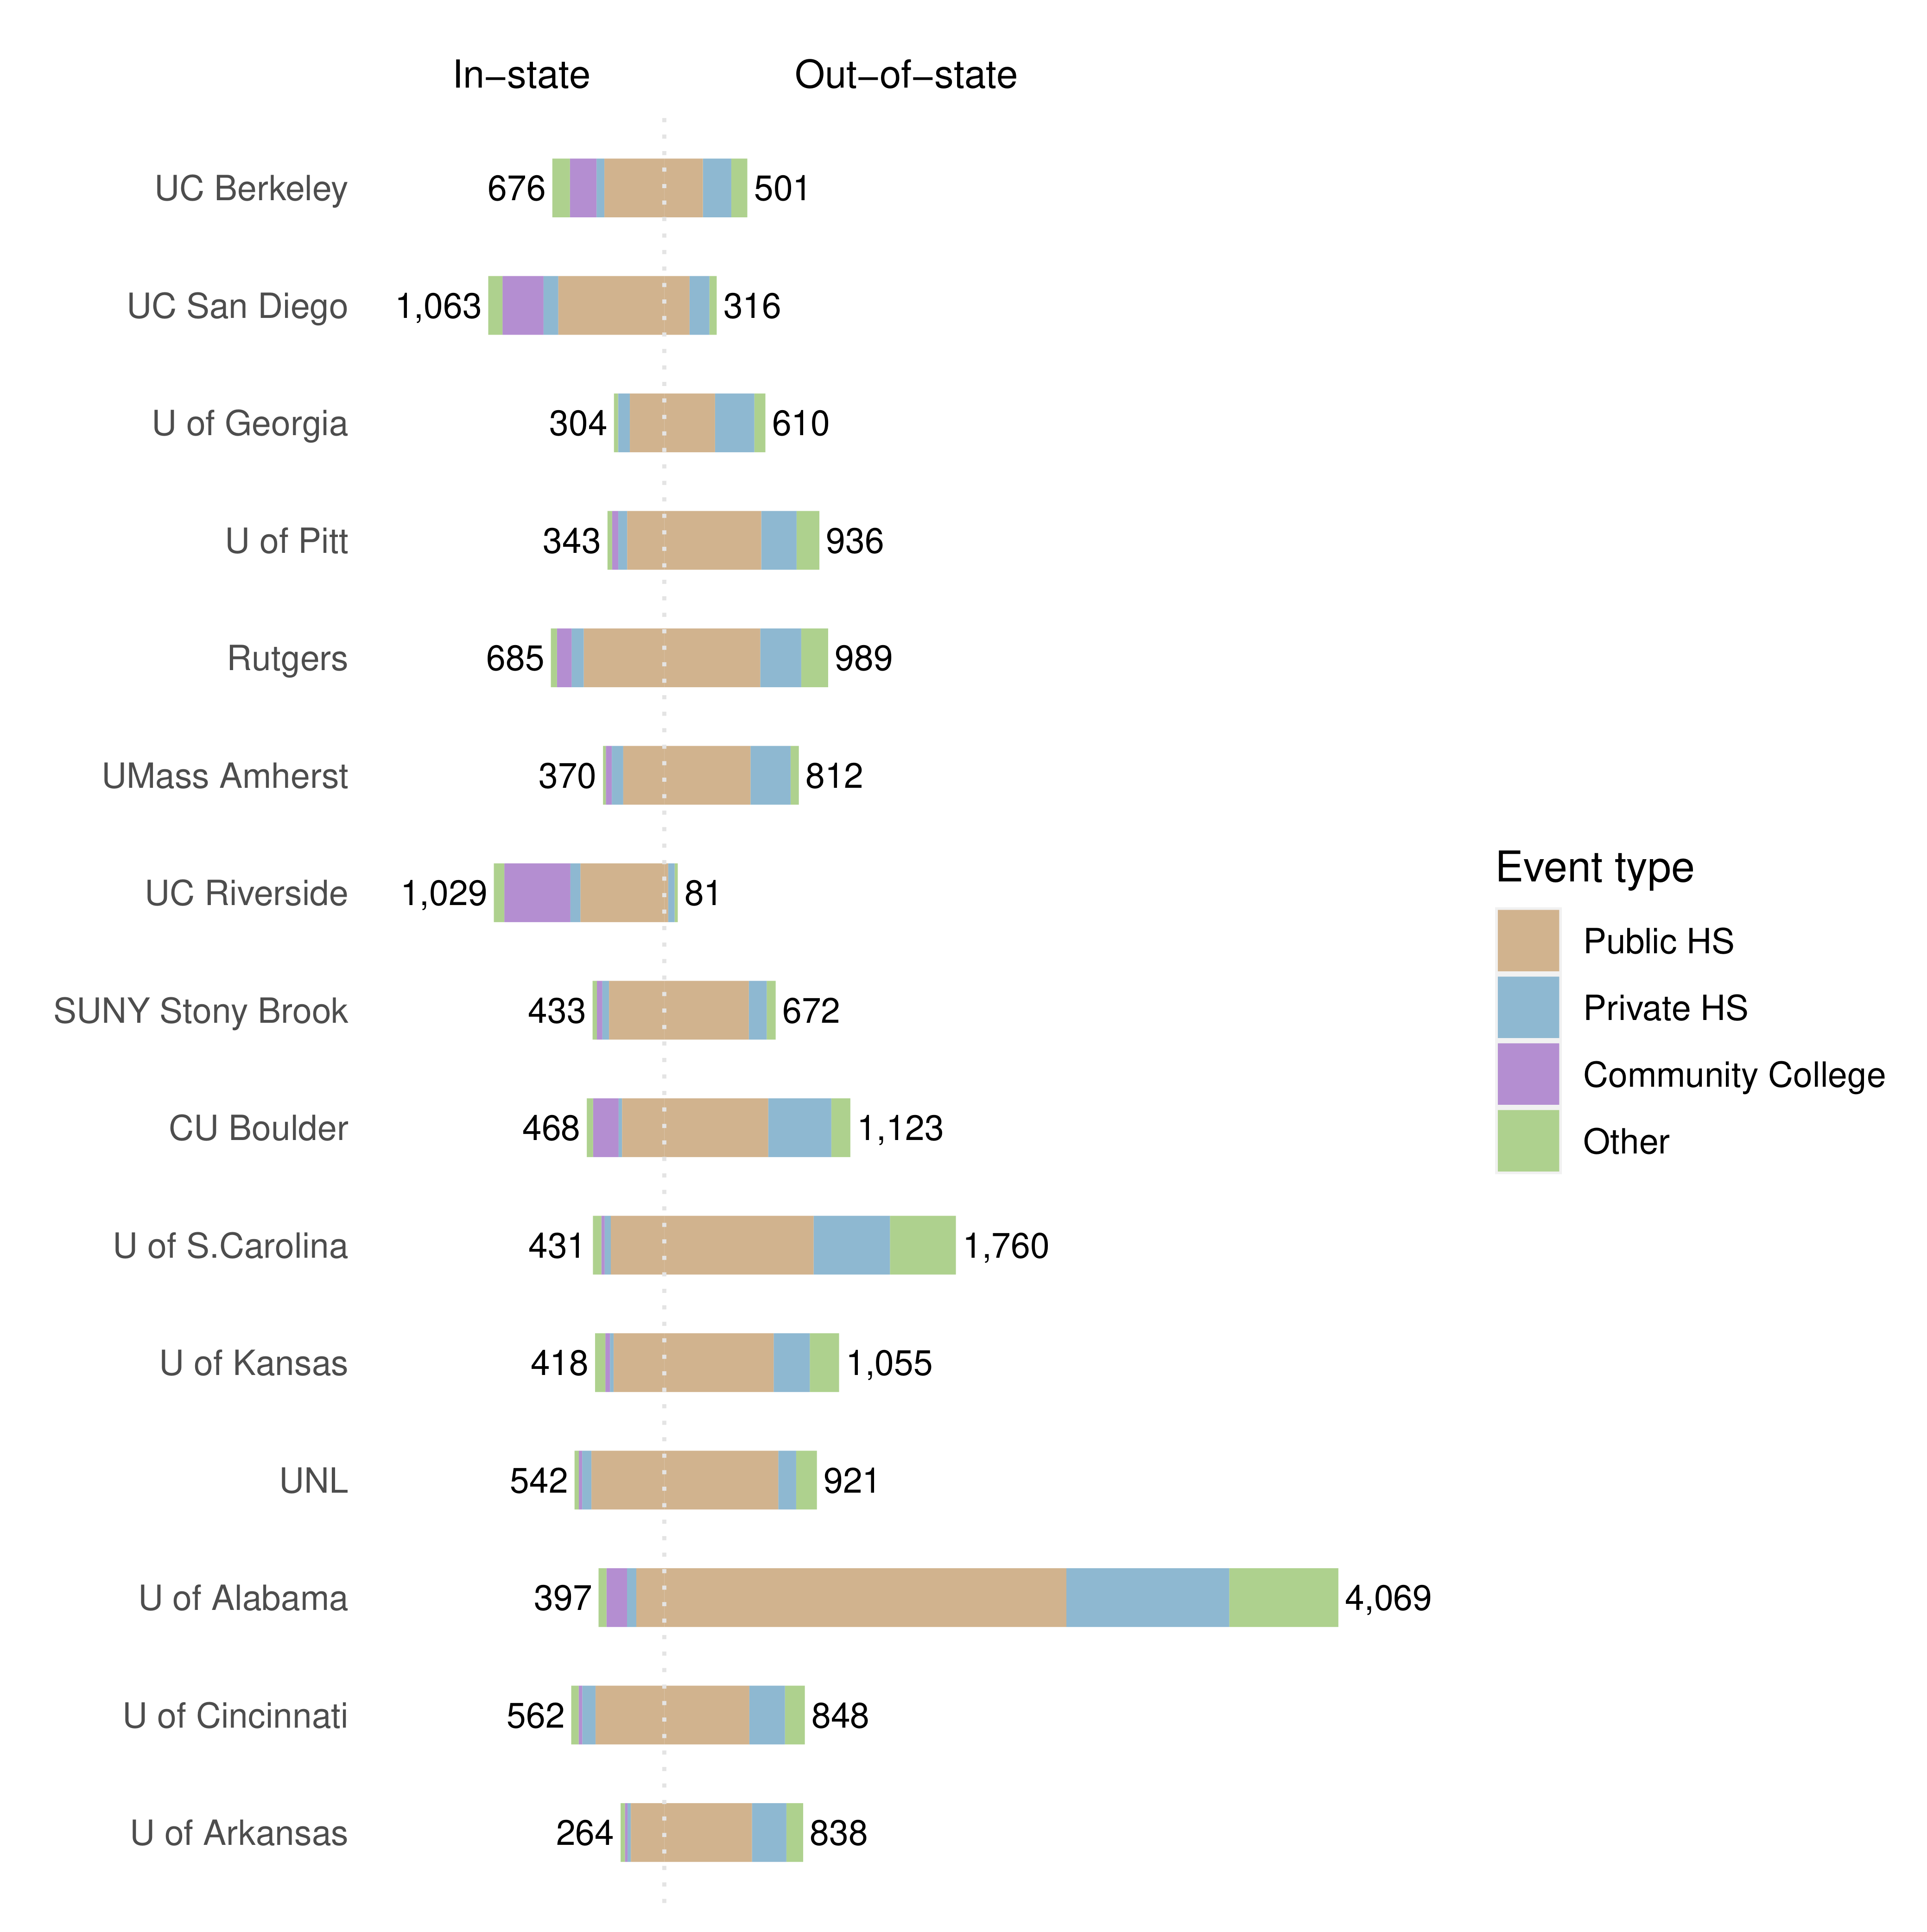 In−state Out−of−state
UC Berkeley 676 501
UC San Diego 1,063 316
U of Georgia 304 610
U of Pitt 343 936
Rutgers 685 989
UMass Amherst 370 812
UC Riverside 1,029 81
SUNY Stony Brook 433 672
CU Boulder 468 1,123
U of S.Carolina 431 1,760
U of Kansas 418 1,055
UNL 542 921
U of Alabama 397 4,069
U of Cincinnati 562 848
U of Arkansas 264 838
Event type
Public HS
Private HS
Community College
Other